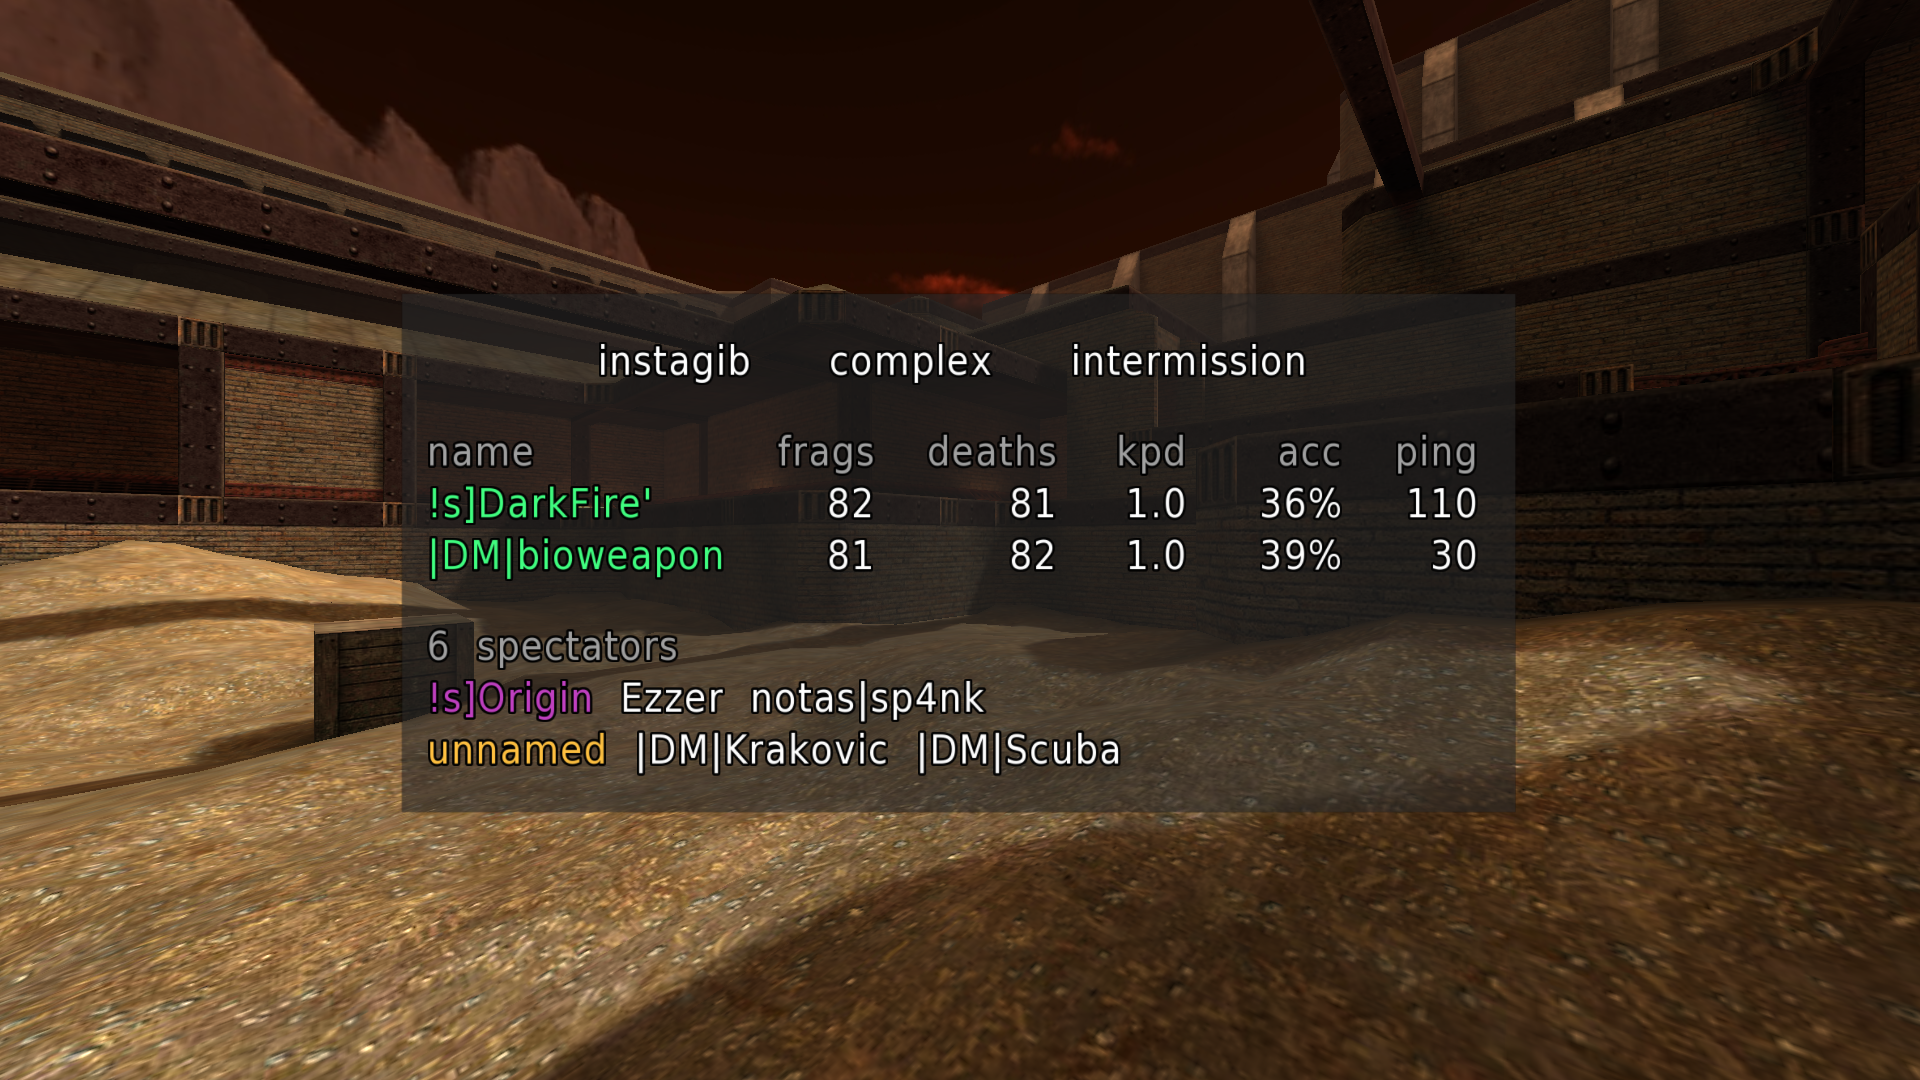 instagib complex intermission
name frags deaths kpd acc ping
!s]DarkFire' 82 81 1.0 36% 110
|DM|bioweapon 81 82 1.0 39% 30
6 spectators
!s]Origin Ezzer notas|sp4nk
unnamed |DM|Krakovic |DM|Scuba